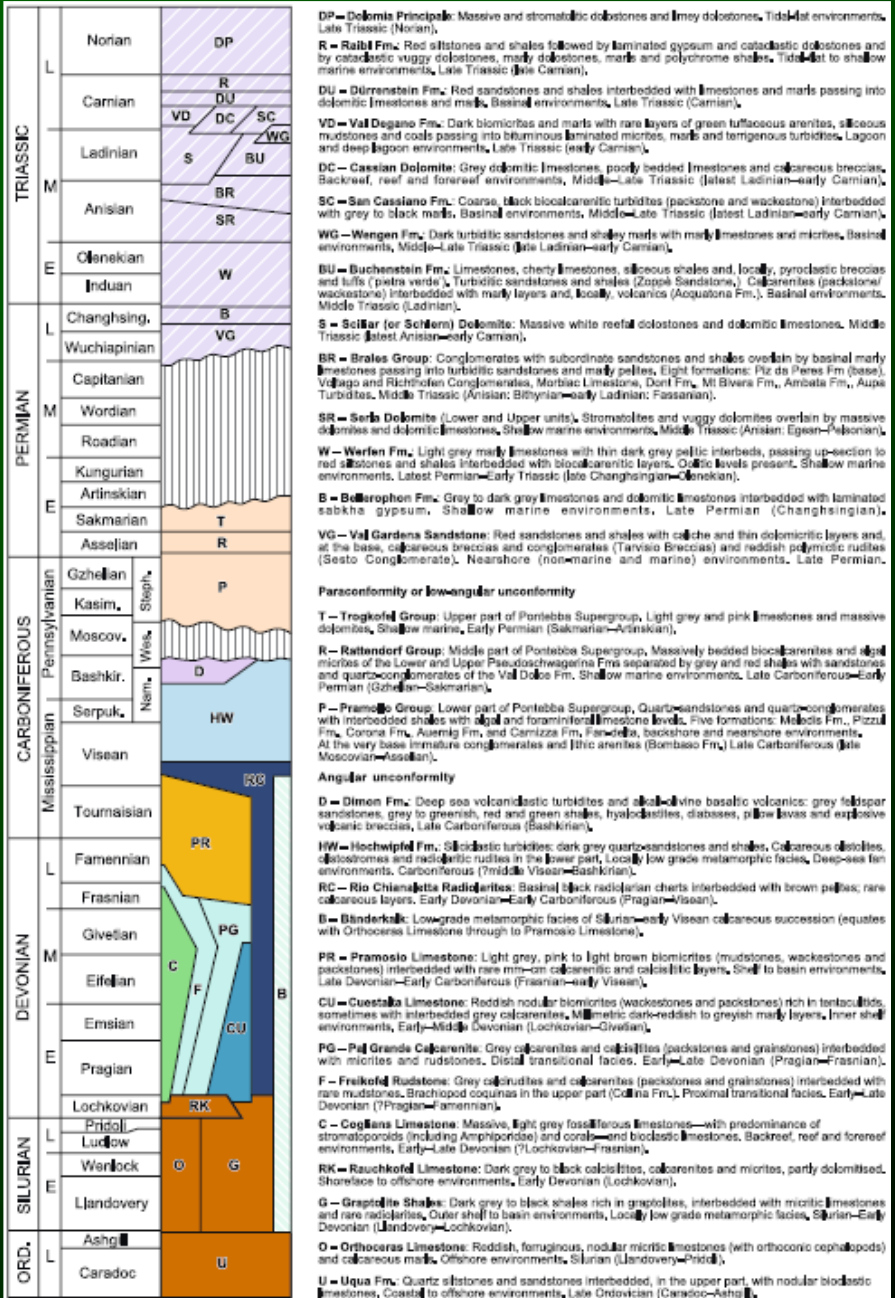 TRIASSIC
L
M
E
Norian
Carnian
Ladinian
Anisian
Olenekian
Induan
PERMIAN
L
M
E
Changhsing.
Wuchiapinian
Capitanian
Wordian
Roadian
Kungurian
Artinskian
Sakmarian
Asselian
CARBONIFEROUS
Pennsylvanian
Mississippian
Gzhelian
Kasim.
Moscov.
Bashkir.
Serpuk.
Visean
Tournaisian
Steph.
Wes.
Nam.
DEVONIAN
L
M
E
Famennian
Frasnian
Givetian
Eifelian
Emsian
Pragian
Lochkovian
SILURIAN
L
E
Pridoli
Ludlow
Wenlock
Llandovery
ORD.
L
Ashgill
Caradoc
DP
R
DU
VD
DC
SC
WG
S
BU
BR
SR
W
B
VG
T
R
P
D
HW
RC
PR
PG
C
F
CU
B
RK
O
G
U
DP – Dolomia Principale: Massive and stromatolitic dolostones and limey dolostones. Tidal-flat environments.
Late Triassic (Norian).
R – Raibl Fm.: Red siltstones and shales followed by laminated gypsum and cataclastic dolostones and
by cataclastic vuggy dolostones, marly dolostones, marls and polychrome shales. Tidal-flat to shallow
marine environments. Late Triassic (late Carnian).
DU – Dürrenstein Fm.: Red sandstones and shales interbedded with limestones and marls passing into
dolomitic limestones and marls. Basinal environments. Late Triassic (Carnian).
VD – Val Degano Fm.: Dark biomicrites and marls with rare layers of green tuffaceous arenites, siliceous
mudstones and coals passing into bituminous laminated micrites, marls and terrigenous turbidites. Lagoon
and deep lagoon environments. Late Triassic (early Carnian).
DC – Cassian Dolomite: Grey dolomitic limestones, poorly bedded limestones and calcareous breccias.
Backreef, reef and forereef environments, Middle–Late Triassic (latest Ladinian–early Carnian).
SC – San Cassiano Fm.: Coarse, black biocalcarenitic turbidites (packstone and wackestone) interbedded
with grey to black marls. Basinal environments. Middle–Late Triassic (latest Ladinian–early Carnian).
WG – Wengen Fm.: Dark turbiditic sandstones and shaley marls with marly limestones and micrites. Basinal
environments, Middle–Late Triassic (late Ladinian–early Carnian).
BU – Buchenstein Fm.: Limestones, cherty limestones, siliceous shales and, locally, pyroclastic breccias
and tuffs ('pietra verde'). Turbiditic sandstones and shales (Zoppè Sandstone.) Calcarenites (packstone/
wackestone) interbedded with marly layers and, locally, volcanics (Acquatona Fm.). Basinal environments.
Middle Triassic (Ladinian).
S – Sciliar (or Schlern) Dolomite: Massive white reefal dolostones and dolomitic limestones. Middle
Triassic (latest Anisian–early Carnian).
BR – Braies Group: Conglomerates with subordinate sandstones and shales overlain by basinal marly
limestones passing into turbiditic sandstones and marly pelites. Eight formations: Piz da Peres Fm (base),
Voltago and Richthofen Conglomerates, Morbiac Limestone, Dont Fm., Mt Bivera Fm., Ambata Fm., Aupa
Turbidites. Middle Triassic (Anisian: Bithynian–early Ladinian: Fassanian).
SR – Serla Dolomite (Lower and Upper units). Stromatolites and vuggy dolomites overlain by massive
dolomites and dolomitic limestones. Shallow marine environments. Middle Triassic (Anisian: Egean–Pelsonian).
W – Werfen Fm.: Light grey marly limestones with thin dark grey pelitic interbeds, passing up-section to
red siltstones and shales interbedded with biocalcarenitic layers. Oolitic levels present. Shallow marine
environments. Latest Permian–Early Triassic (late Changhsingian–Olenekian).
B – Bellerophon Fm.: Grey to dark grey limestones and dolomitic limestones interbedded with laminated
sabkha gypsum. Shallow marine environments. Late Permian (Changhsingian).
VG – Val Gardena Sandstone: Red sandstones and shales with caliche and thin dolomicritic layers and,
at the base, calcareous breccias and conglomerates (Tarvisio Breccias) and reddish polymictic rudites
(Sesto Conglomerate). Nearshore (non-marine and marine) environments. Late Permian.
Paraconformity or low-angular unconformity
T – Trogkofel Group: Upper part of Pontebba Supergroup, Light grey and pink limestones and massive
dolomites. Shallow marine, Early Permian (Sakmarian–Artinskian).
R– Rattendorf Group: Middle part of Pontebba Supergroup, Massively bedded biocalcarenites and algal
micrites of the Lower and Upper Pseudoschwagerina Fms separated by grey and red shales with sandstones
and quartz-conglomerates of the Val Dolce Fm. Shallow marine environments. Late Carboniferous–Early
Permian (Gzhelian–Sakmarian).
P – Pramollo Group: Lower part of Pontebba Supergroup, Quartz-sandstones and quartz-conglomerates
with interbedded shales with algal and foraminiferal limestone levels. Five formations: Meledis Fm., Pizzul
Fm., Corona Fm., Auernig Fm. and Carnizza Fm. Fan-delta, backshore and nearshore environments.
At the very base immature conglomerates and lithic arenites (Bombaso Fm.) Late Carboniferous (late
Moscovian–Asselian).
Angular unconformity
D – Dimon Fm.: Deep sea volcaniclastic turbidites and alkali-olivine basaltic volcanics: grey feldspar
sandstones, grey to greenish, red and green shales, hyaloclastites, diabases, pillow lavas and explosive
volcanic breccias, Late Carboniferous (Bashkirian).
HW – Hochwipfel Fm.: Siliciclastic turbidites: dark grey quartz-sandstones and shales. Calcareous olistolites,
olistostromes and radiolaritic rudites in the lower part. Locally low grade metamorphic facies. Deep-sea fan
environments. Carboniferous (?middle Visean–Bashkirian).
RC – Rio Chianaletta Radiolarites: Basinal black radiolarian cherts interbedded with brown pelites; rare
calcareous layers. Early Devonian–Early Carboniferous (Pragian–Visean).
B – Bänderkalk: Low-grade metamorphic facies of Silurian–early Visean calcareous succession (equates
with Orthoceras Limestone through to Pramosio Limestone).
PR – Pramosio Limestone: Light grey, pink to light brown biomicrites (mudstones, wackestones and
packstones) interbedded with rare mm–cm calcarenitic and calcisiltitic layers. Shelf to basin environments.
Late Devonian–Early Carboniferous (Frasnian–early Visean).
CU – Cuestalta Limestone: Reddish nodular biomicrites (wackestones and packstones) rich in tentaculitids,
sometimes with interbedded grey calcarenites. Millimetric dark-reddish to greyish marly layers. Inner shelf
environments, Early–Middle Devonian (Lochkovian–Givetian).
PG – Pal Grande Calcarenite: Grey calcarenites and calcisiltites (packstones and grainstones) interbedded
with micrites and rudstones. Distal transitional facies. Early–Late Devonian (Pragian–Frasnian).
F – Freikofel Rudstone: Grey calcirudites and calcarenites (packstones and grainstones) interbedded with
rare mudstones. Brachiopod coquinas in the upper part (Collina Fm.). Proximal transitional facies. Early–Late
Devonian (?Pragian–Famennian).
C – Coglians Limestone: Massive, light grey fossiliferous limestones—with predominance of
stromatoporoids (including Amphiporidae) and corals—and bioclastic limestones. Backreef, reef and forereef
environments, Early–Late Devonian (?Lochkovian–Frasnian).
RK – Rauchkofel Limestone: Dark grey to black calcisiltites, calcarenites and micrites, partly dolomitised.
Shoreface to offshore environments. Early Devonian (Lochkovian).
G – Graptolite Shales: Dark grey to black shales rich in graptolites, interbedded with micritic limestones
and rare radiolarites. Outer shelf to basin environments. Locally low grade metamorphic facies. Silurian–Early
Devonian (Llandovery–Lochkovian).
O – Orthoceras Limestone: Reddish, ferruginous, nodular micritic limestones (with orthoconic cephalopods)
and calcareous marls. Offshore environments. Silurian (Llandovery–Pridoli).
U – Uqua Fm.: Quartz siltstones and sandstones interbedded, in the upper part, with nodular bioclastic
limestones, Coastal to offshore environments. Late Ordovician (Caradoc–Ashgill).